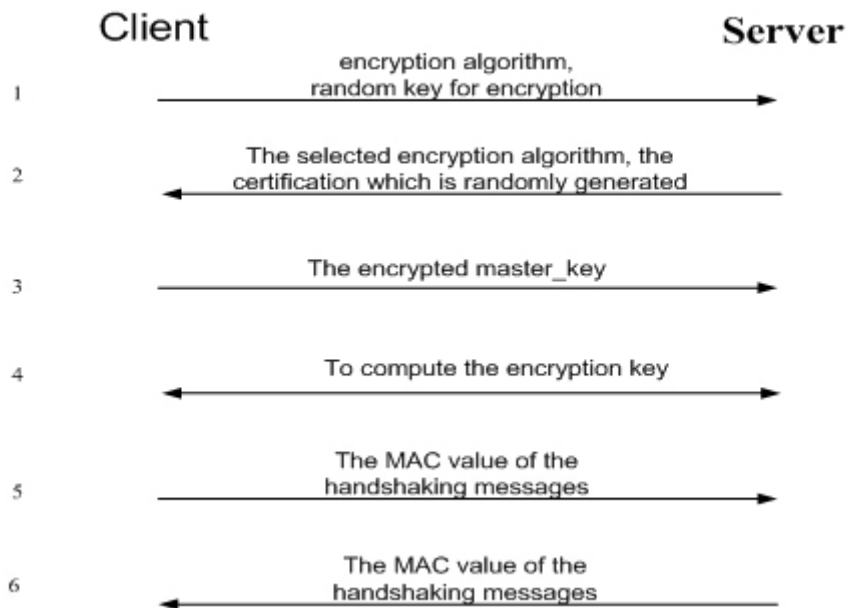 Client
Server
1
encryption algorithm,
random key for encryption
2
The selected encryption algorithm, the
certification which is randomly generated
3
The encrypted master_key
4
To compute the encryption key
5
The MAC value of the
handshaking messages
6
The MAC value of the
handshaking messages